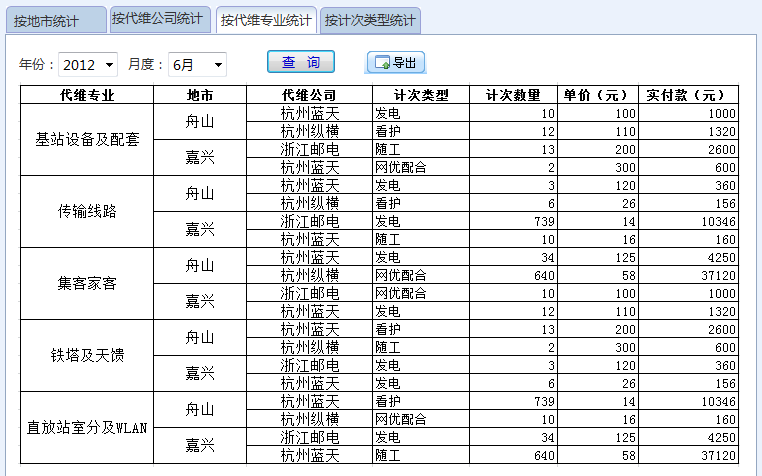 按地市统计 按代维公司统计 按代维专业统计 按计次类型统计
年份： 2012 月度： 6月 查 询 导出
代维专业 地市 代维公司 计次类型 计次数量 单价（元） 实付款（元）
基站设备及配套 舟山 杭州蓝天 发电 10 100 1000
杭州纵横 看护 12 110 1320
嘉兴 浙江邮电 随工 13 200 2600
杭州蓝天 网优配合 2 300 600
传输线路 舟山 杭州蓝天 发电 3 120 360
杭州纵横 看护 6 26 156
嘉兴 浙江邮电 发电 739 14 10346
杭州蓝天 随工 10 16 160
集客家客 舟山 杭州蓝天 发电 34 125 4250
杭州纵横 网优配合 640 58 37120
嘉兴 浙江邮电 网优配合 10 100 1000
杭州蓝天 发电 12 110 1320
铁塔及天馈 舟山 杭州蓝天 看护 13 200 2600
杭州纵横 随工 2 300 600
嘉兴 浙江邮电 发电 3 120 360
杭州蓝天 发电 6 26 156
直放站室分及WLAN 舟山 杭州蓝天 看护 739 14 10346
杭州纵横 网优配合 10 16 160
嘉兴 浙江邮电 发电 34 125 4250
杭州蓝天 随工 640 58 37120